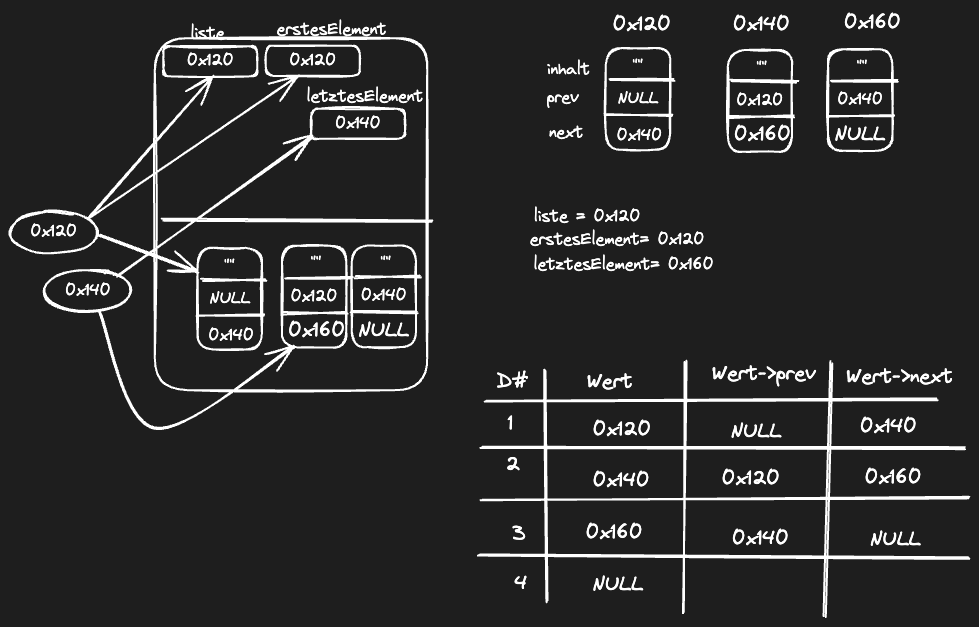 liste erstesElement
0x120 0x120
letztesElement
0x140
0x120
0x140
"" "" ""
NULL 0x120 0x140
0x140 0x160 NULL
0x120 0x140 0x160
inhalt "" "" ""
prev NULL 0x120 0x140
next 0x140 0x160 NULL
liste = 0x120
erstesElement= 0x120
letztesElement= 0x160
D# Wert Wert->prev Wert->next
1 0x120 NULL 0x140
2 0x140 0x120 0x160
3 0x160 0x140 NULL
4 NULL